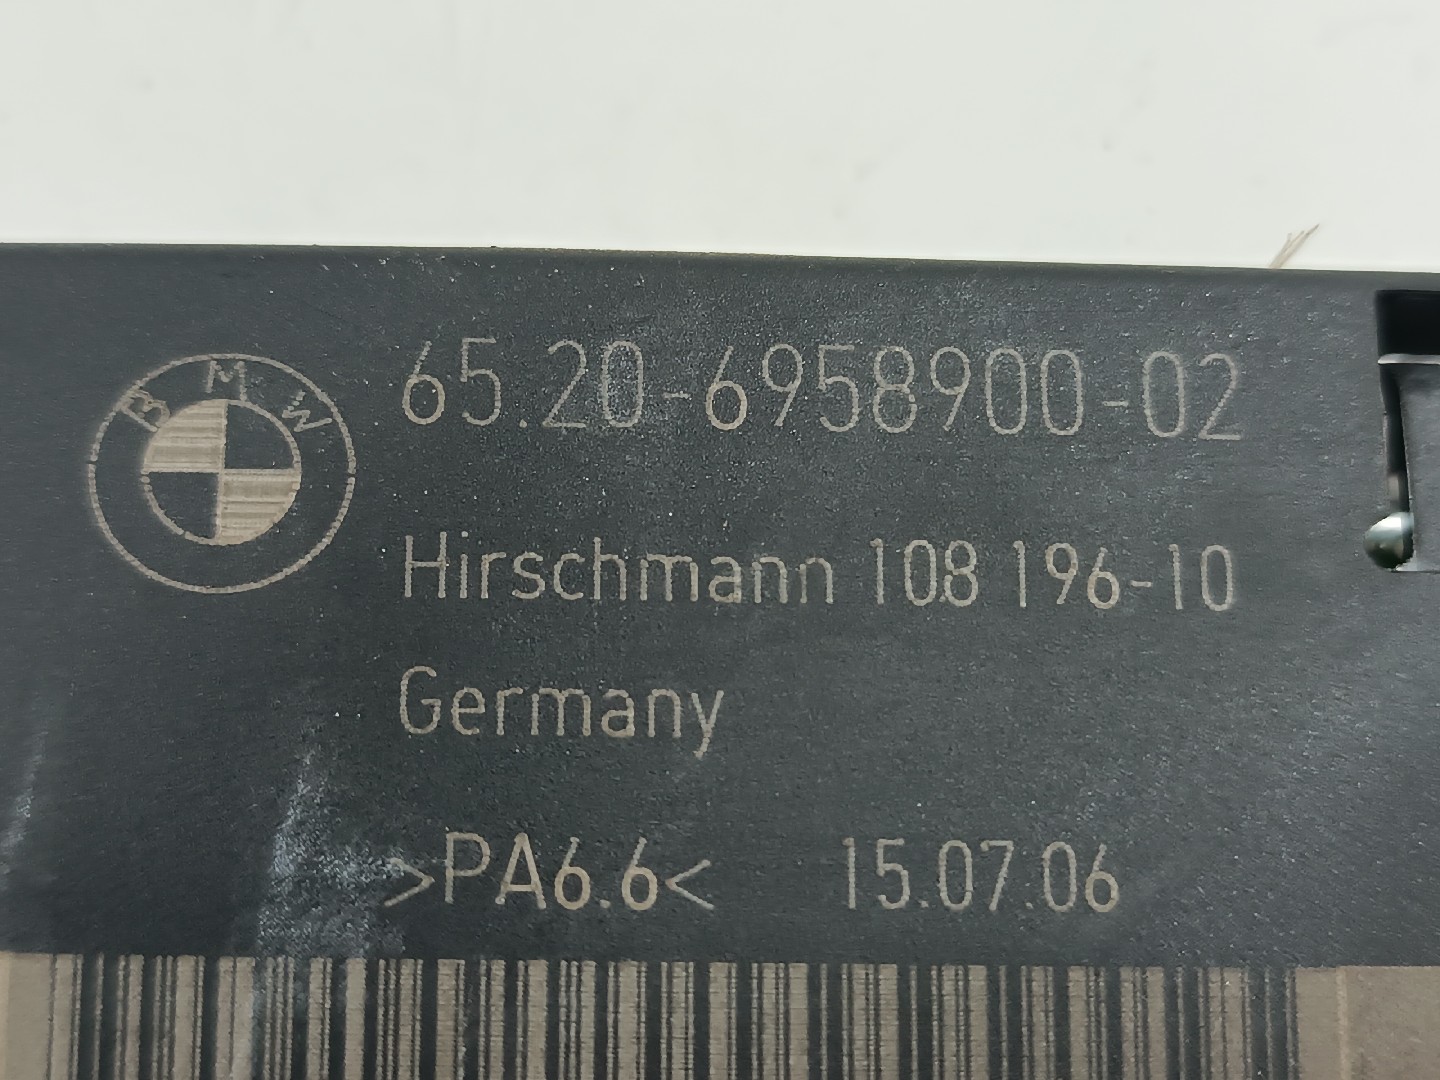 BMW
65.20-6958900-02
Hirschmann 108 196-10
Germany
>PA6.6< 15.07.06